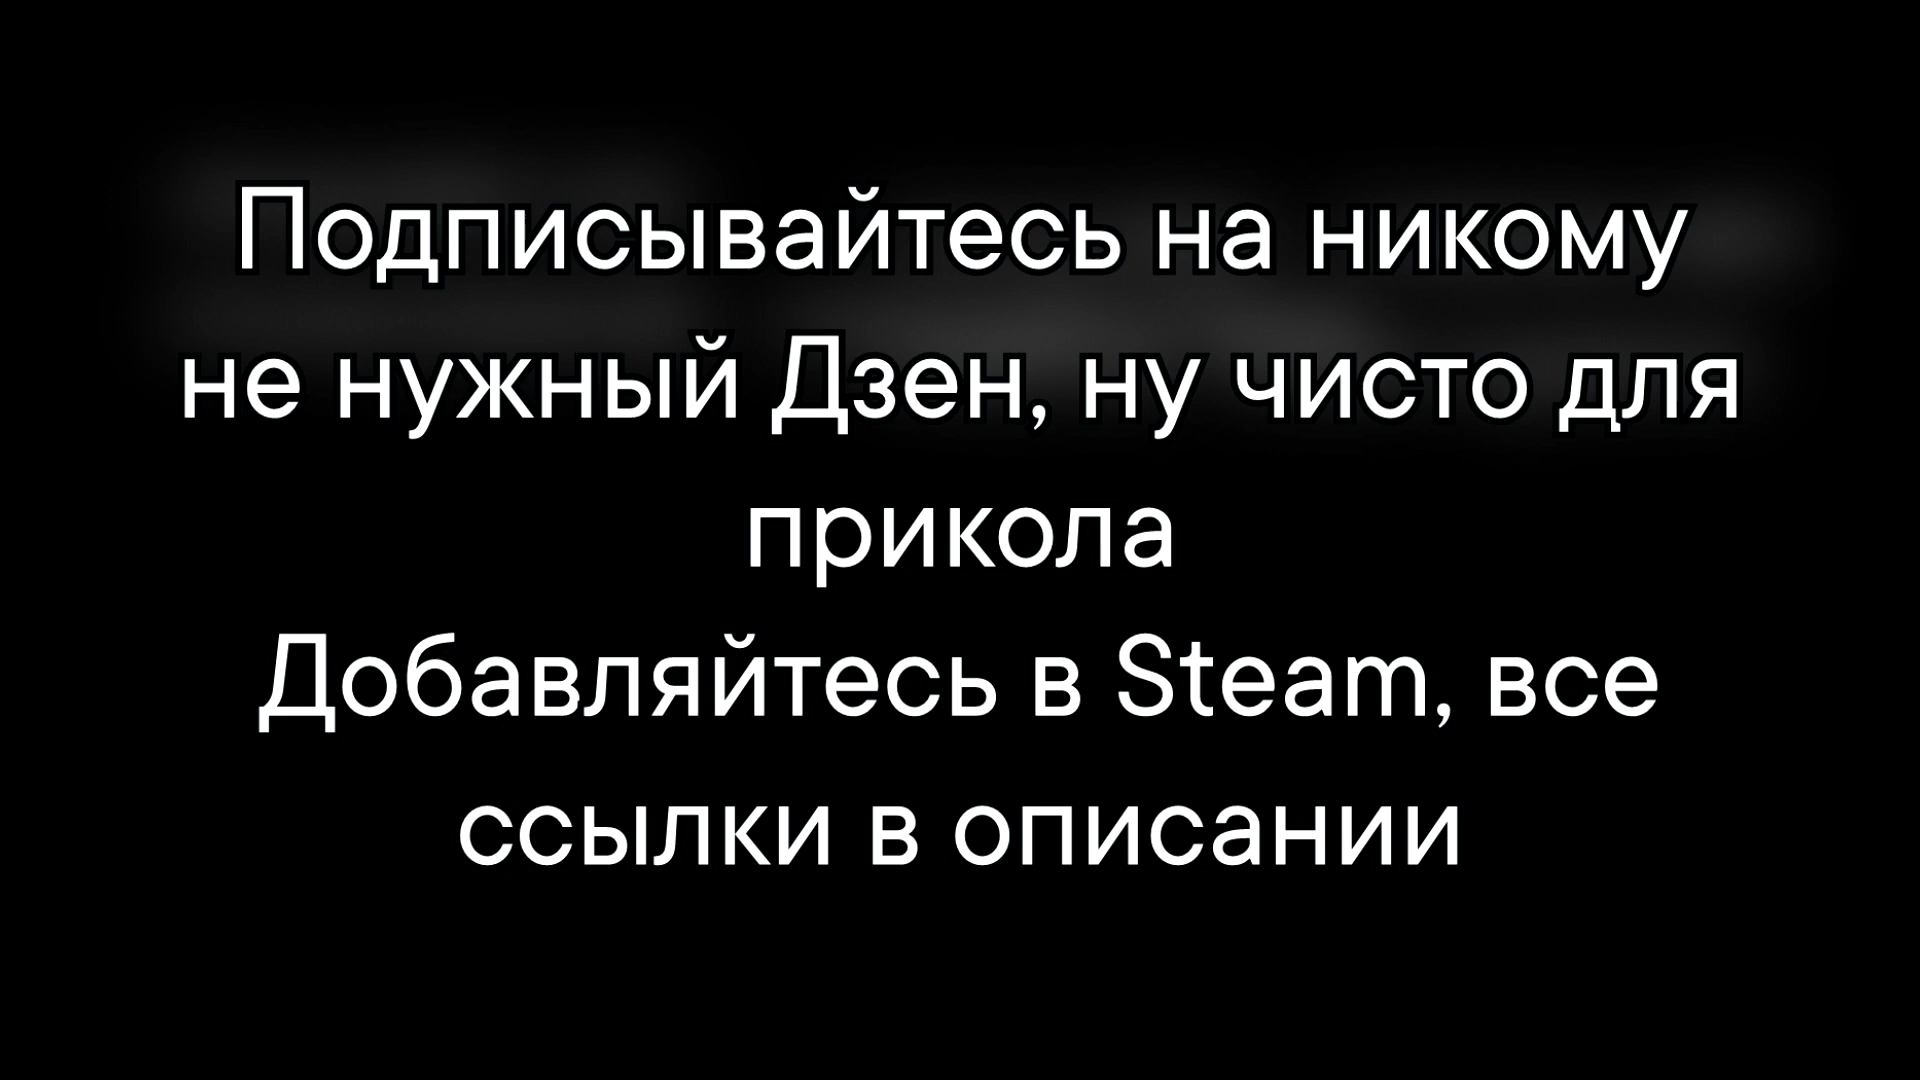 Подписывайтесь на никому
не нужный Дзен, ну чисто для
прикола
Добавляйтесь в Steam, все
ссылки в описании